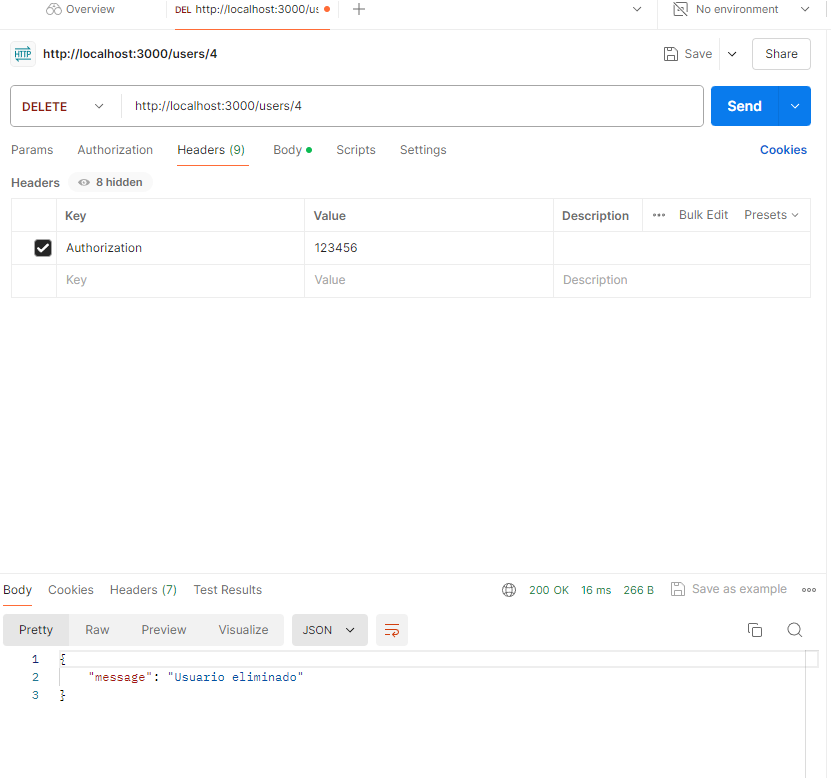 Overview
DEL http://localhost:3000/us
No environment
HTTP http://localhost:3000/users/4
Save
Share
DELETE
http://localhost:3000/users/4
Send
Params Authorization Headers (9) Body Scripts Settings Cookies
Headers 8 hidden
Key Value Description Bulk Edit Presets
Authorization 123456
Key Value Description
Body Cookies Headers (7) Test Results 200 OK 16 ms 266 B Save as example
Pretty Raw Preview Visualize JSON
1 {
2 "message": "Usuario eliminado"
3 }